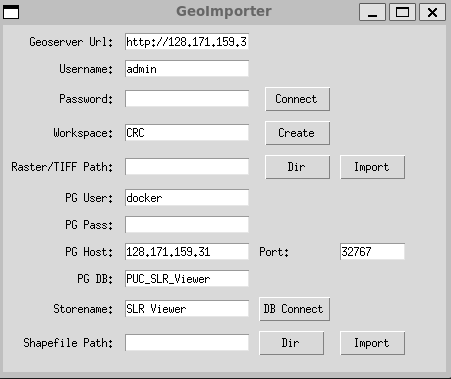 GeoImporter
Geoserver Url: http://128.171.159.3
Username: admin
Password: Connect
Workspace: CRC Create
Raster/TIFF Path: Dir Import
PG User: docker
PG Pass:
PG Host: 128.171.159.31 Port: 32767
PG DB: PUC_SLR_Viewer
Storename: SLR Viewer DB Connect
Shapefile Path: Dir Import